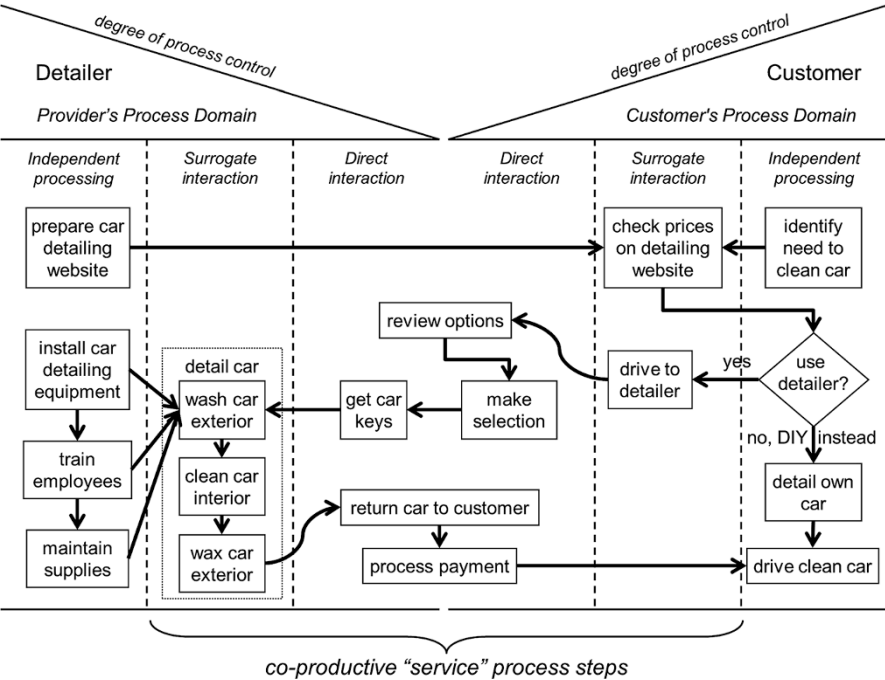 degree of process control
degree of process control
Detailer
Customer
Provider's Process Domain
Customer's Process Domain
Independent
processing
Surrogate
interaction
Direct
interaction
Direct
interaction
Surrogate
interaction
Independent
processing
prepare car
detailing
website
check prices
on detailing
website
identify
need to
clean car
review options
install car
detailing
equipment
detail car
wash car
exterior
get car
keys
make
selection
drive to
detailer
yes
use
detailer?
no, DIY instead
train
employees
clean car
interior
detail own
car
return car to customer
maintain
supplies
wax car
exterior
process payment
drive clean car
co-productive “service” process steps